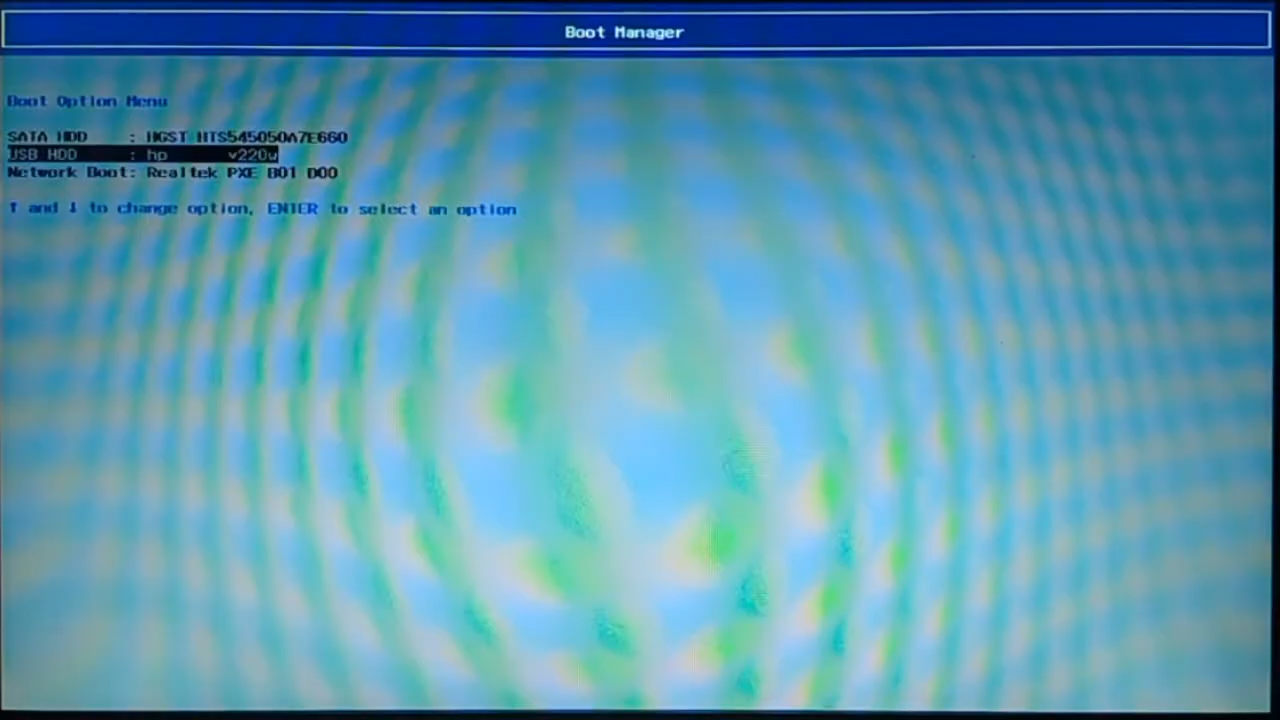 Boot Manager
Boot Option Menu
SATA HDD : HGST HTS545050A7E660
USB HDD : hp v220w
Network Boot: Realtek PXE B01 D00
↑ and ↓ to change option, ENTER to select an option